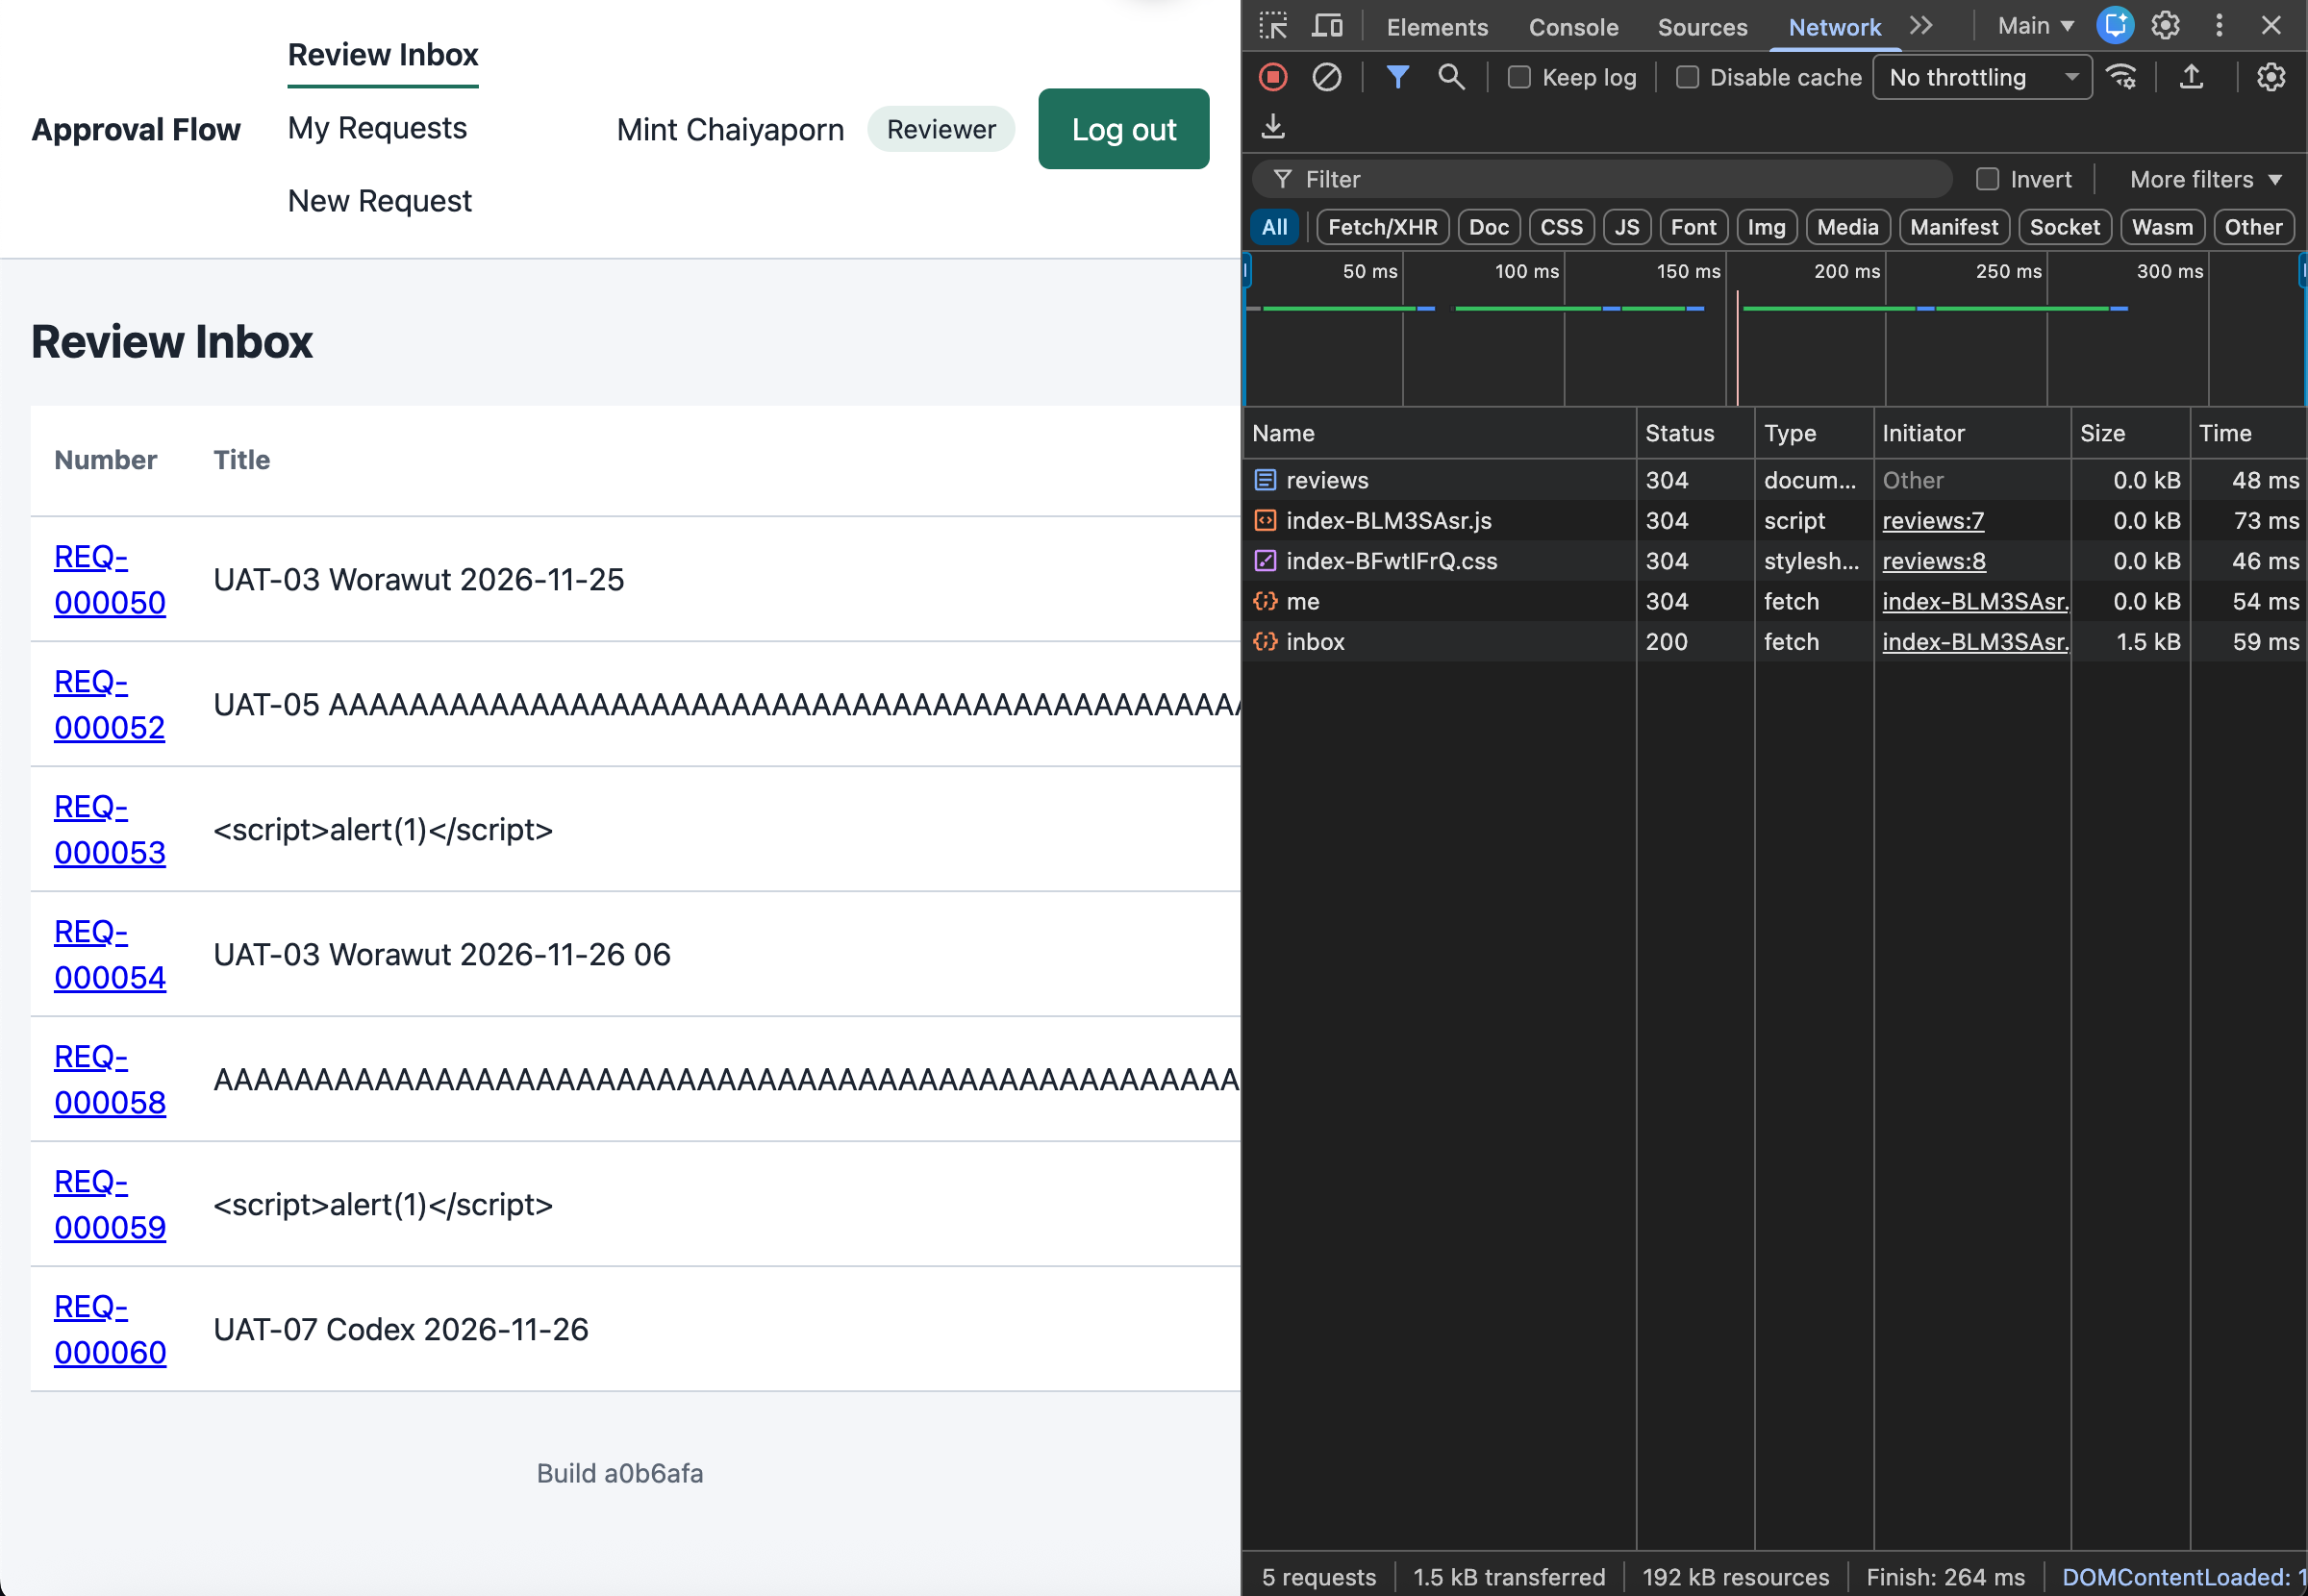 Review Inbox
Approval Flow
My Requests
New Request
Mint Chaiyaporn
Reviewer
Log out
Review Inbox
Number Title
REQ-
000050
UAT-03 Worawut 2026-11-25
REQ-
000052
UAT-05 AAAAAAAAAAAAAAAAAAAAAAAAAAAAAAAAAAAAAAAAAAAAAA
REQ-
000053
<script>alert(1)</script>
REQ-
000054
UAT-03 Worawut 2026-11-26 06
REQ-
000058
AAAAAAAAAAAAAAAAAAAAAAAAAAAAAAAAAAAAAAAAAAAAAAAAAAA
REQ-
000059
<script>alert(1)</script>
REQ-
000060
UAT-07 Codex 2026-11-26
Build a0b6afa
Elements Console Sources Network Main
Keep log Disable cache No throttling
Filter Invert More filters
All Fetch/XHR Doc CSS JS Font Img Media Manifest Socket Wasm Other
50 ms 100 ms 150 ms 200 ms 250 ms 300 ms
Name Status Type Initiator Size Time
reviews 304 docum... Other 0.0 kB 48 ms
index-BLM3SAsr.js 304 script reviews:7 0.0 kB 73 ms
index-BFwtIFrQ.css 304 stylesh... reviews:8 0.0 kB 46 ms
me 304 fetch index-BLM3SAsr. 0.0 kB 54 ms
inbox 200 fetch index-BLM3SAsr. 1.5 kB 59 ms
5 requests 1.5 kB transferred 192 kB resources Finish: 264 ms DOMContentLoaded: 1